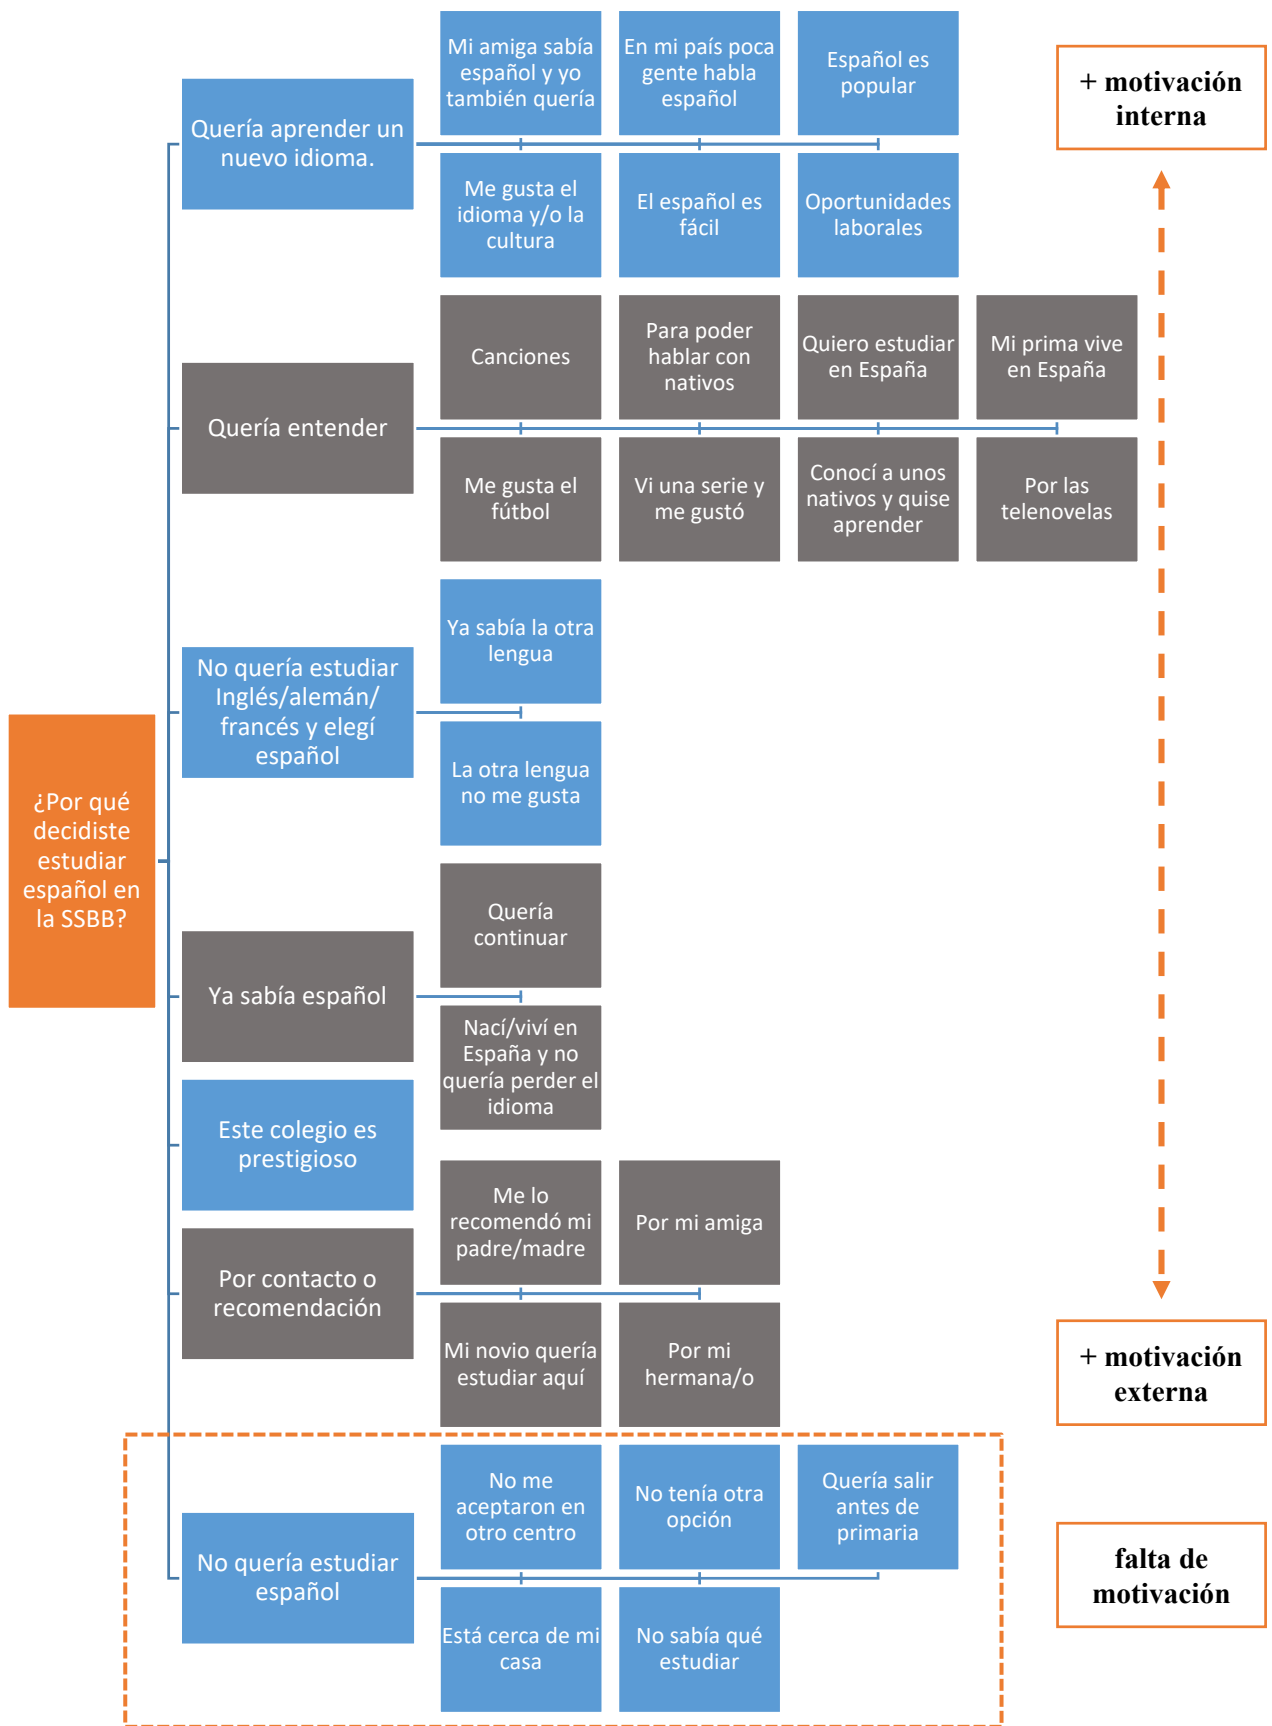 ¿Por qué
decidiste
estudiar
español en
la SSBB?
Quería aprender un
nuevo idioma.
Mi amiga sabía
español y yo
también quería
En mi país poca
gente habla
español
Español es
popular
Me gusta el
idioma y/o la
cultura
El español es
fácil
Oportunidades
laborales
Quería entender
Canciones
Para poder
hablar con
nativos
Quiero estudiar
en España
Mi prima vive
en España
Me gusta el
fútbol
Vi una serie y
me gustó
Conocí a unos
nativos y quise
aprender
Por las
telenovelas
No quería estudiar
Inglés/alemán/
francés y elegí
español
Ya sabía la otra
lengua
La otra lengua
no me gusta
Ya sabía español
Quería
continuar
Nací/viví en
España y no
quería perder el
idioma
Este colegio es
prestigioso
Por contacto o
recomendación
Me lo
recomendó mi
padre/madre
Por mi amiga
Mi novio quería
estudiar aquí
Por mi
hermana/o
No quería estudiar
español
No me
aceptaron en
otro centro
No tenía otra
opción
Quería salir
antes de
primaria
Está cerca de mi
casa
No sabía qué
estudiar
+ motivación
interna
+ motivación
externa
falta de
motivación